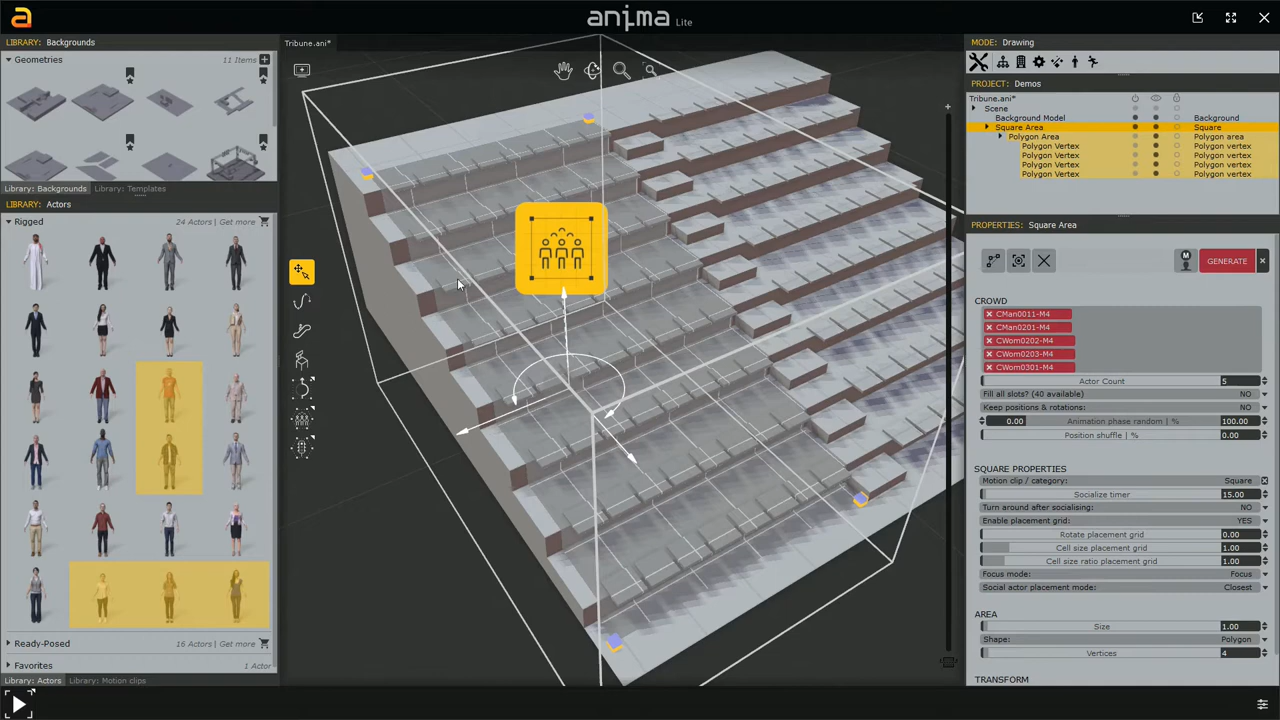 a
anima Lite
LIBRARY: Backgrounds
Geometries 11 Items
Library: Backgrounds Library: Templates
LIBRARY: Actors
Rigged 24 Actors | Get more
Ready-Posed 16 Actors | Get more
Favorites 1 Actor
Library: Actors Library: Motion clips
Tribune.ani*
MODE: Drawing
PROJECT: Demos
Tribune.ani*
Scene
Background Model Background
Square Area Square
Polygon Area Polygon area
Polygon Vertex Polygon vertex
Polygon Vertex Polygon vertex
Polygon Vertex Polygon vertex
Polygon Vertex Polygon vertex
PROPERTIES: Square Area
M GENERATE
CROWD
CMan0011-M4
CMan0201-M4
CWom0202-M4
CWom0203-M4
CWom0301-M4
Actor Count 5
Fill all slots? (40 available) NO
Keep positions & rotations: NO
0.00 Animation phase random | % 100.00
Position shuffle | % 0.00
SQUARE PROPERTIES
Motion clip / category: Square
Socialize timer 15.00
Turn around after socialising: NO
Enable placement grid: YES
Rotate placement grid 0.00
Cell size placement grid 1.00
Cell size ratio placement grid 1.00
Focus mode: Focus
Social actor placement mode: Closest
AREA
Size 1.00
Shape: Polygon
Vertices 4
TRANSFORM